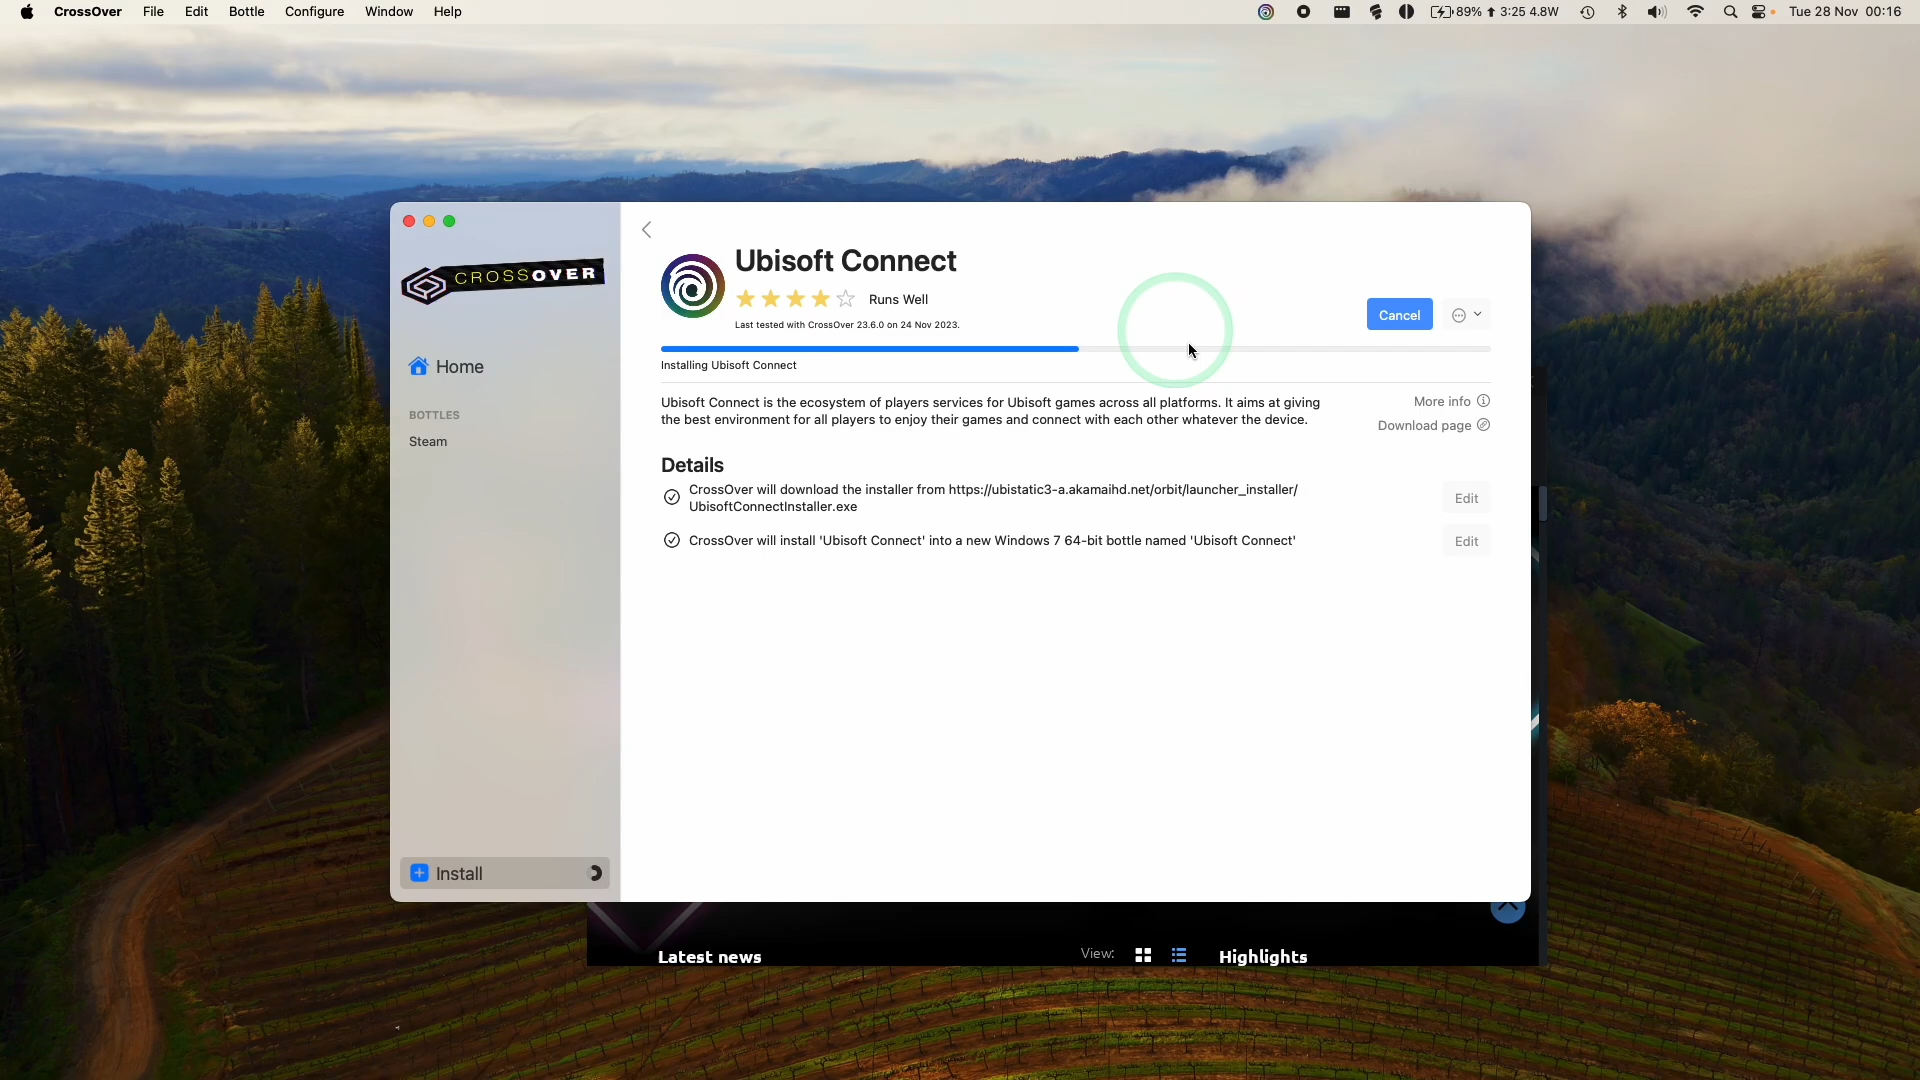 CrossOver File Edit Bottle Configure Window Help
89% 3:25 4.8W Tue 28 Nov 00:16
CROSSOVER
Home
BOTTLES
Steam
Install
Ubisoft Connect
Runs Well
Last tested with CrossOver 23.6.0 on 24 Nov 2023.
Cancel
Installing Ubisoft Connect
Ubisoft Connect is the ecosystem of players services for Ubisoft games across all platforms. It aims at giving
the best environment for all players to enjoy their games and connect with each other whatever the device.
More info
Download page
Details
CrossOver will download the installer from https://ubistatic3-a.akamaihd.net/orbit/launcher_installer/
UbisoftConnectInstaller.exe
Edit
CrossOver will install 'Ubisoft Connect' into a new Windows 7 64-bit bottle named 'Ubisoft Connect'
Edit
Latest news
View:
Highlights